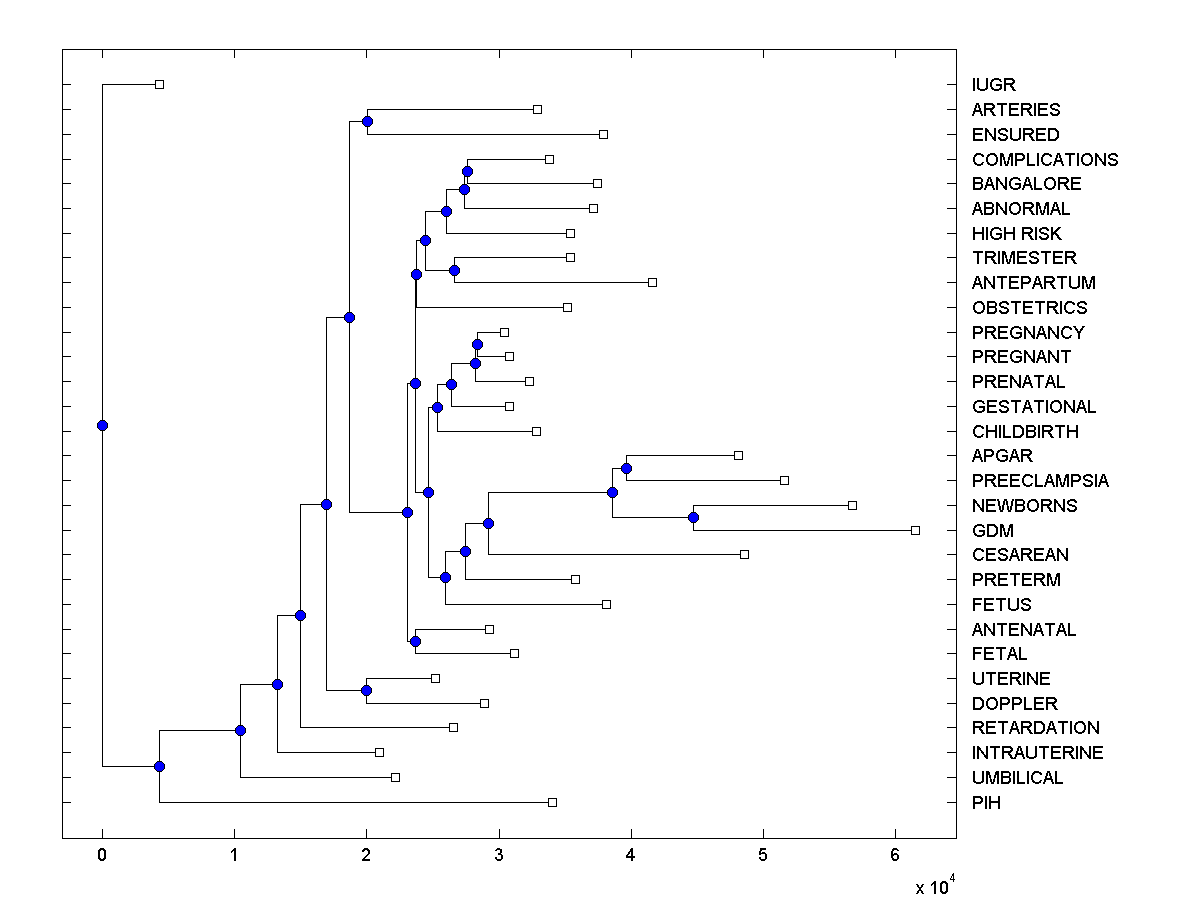 IUGR
ARTERIES
ENSURED
COMPLICATIONS
BANGALORE
ABNORMAL
HIGH RISK
TRIMESTER
ANTEPARTUM
OBSTETRICS
PREGNANCY
PREGNANT
PRENATAL
GESTATIONAL
CHILDBIRTH
APGAR
PREECLAMPSIA
NEWBORNS
GDM
CESAREAN
PRETERM
FETUS
ANTENATAL
FETAL
UTERINE
DOPPLER
RETARDATION
INTRAUTERINE
UMBILICAL
PIH
0 1 2 3 4 5 6
x 10^4